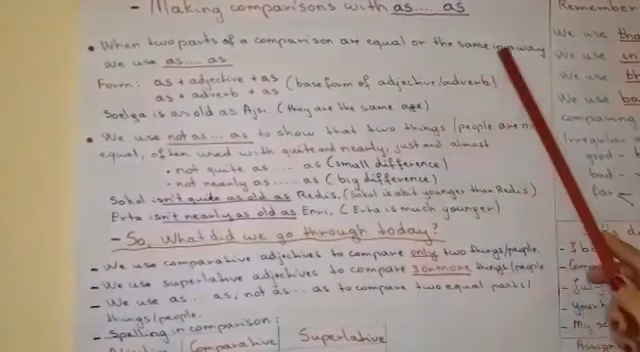 - Making comparisons with as.... as
• When two parts of a comparison are equal or the same in a way
we use as..... as
Form: as + adjective + as (base form of adjective/adverb)
as + adverb + as
Soelga is as old as Ajsi. (they are the same age)
• We use not as... as to show that two things/people are
equal, often used with quite and nearly, just and almost
• not quite as ..... as (small difference)
• not nearly as ..... as (big difference)
Sokol isn't quite as old as Redis. (Sokol is a bit younger than Redis)
Erta isn't nearly as old as Enri. (Erta is much younger)
- So, What did we go through today?
- We use comparative adjectives to compare only two things/people.
- We use superlative adjectives to compare 3 or more things/people
- We use as... as, not as... as to compare two equal parts/
things/people.
- Spelling in comparison:
Comparative Superlative
Remember
We use
We use
We use
We use
comparing
Irregular
good -
bad -
far
- My
Assign